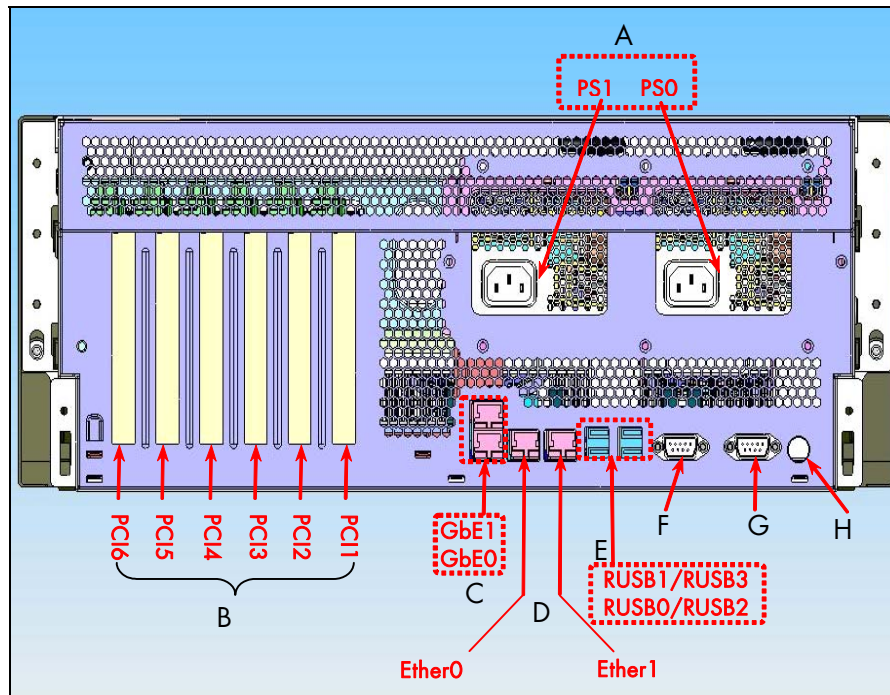 A
PS1 PS0
PCI6
PCI5
PCI4
PCI3
PCI2
PCI1
B
GbE1
GbE0
C
D
E
RUSB1/RUSB3
RUSB0/RUSB2
F
G
H
Ether0
Ether1